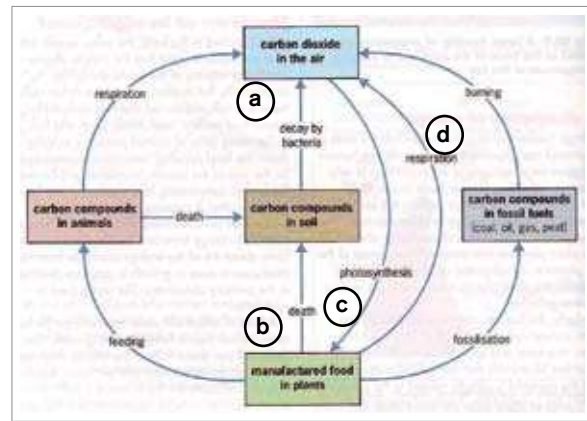 carbon dioxide
in the air
a
respiration
burning
decay by
bacteria
d
respiration
carbon compounds
in animals
death
carbon compounds
in soil
carbon compounds
in fossil fuels
(coal, oil, gas, peat)
photosynthesis
c
b
death
feeding
fossilisation
manufactured food
in plants